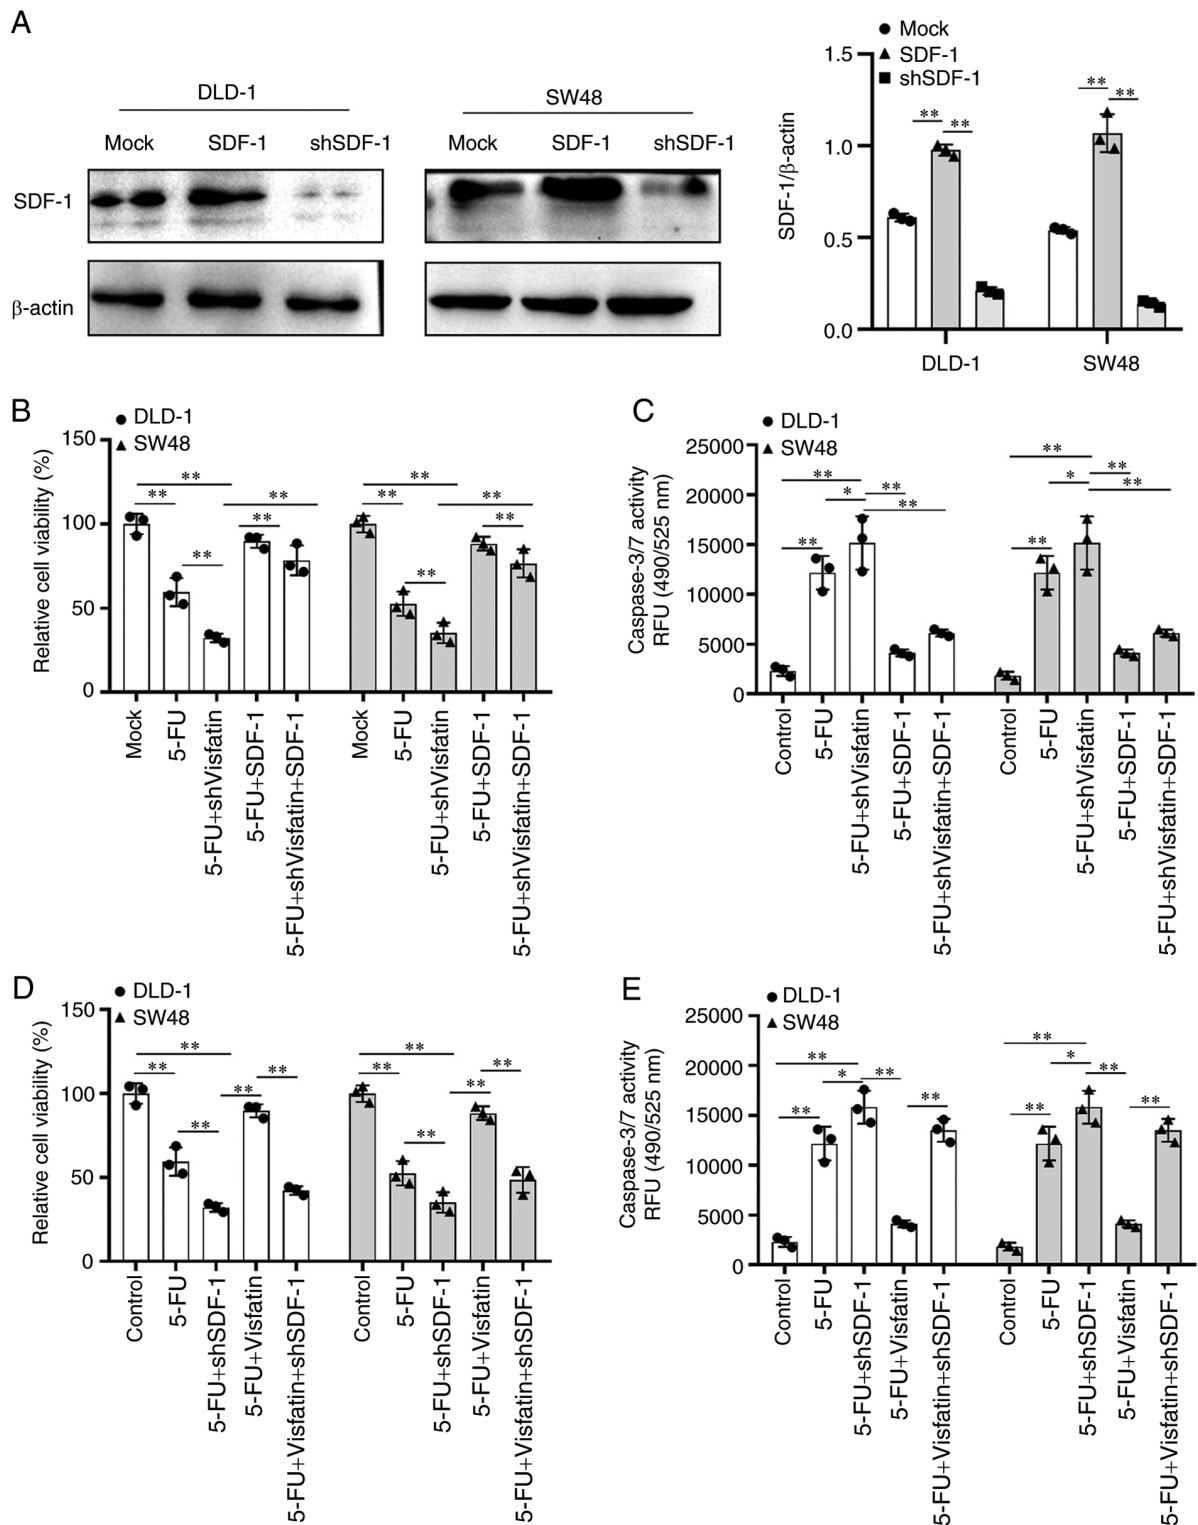 A
DLD-1
Mock SDF-1 shSDF-1
SW48
Mock SDF-1 shSDF-1
SDF-1
β-actin
Mock
SDF-1
shSDF-1
SDF-1/β-actin
1.5
1.0
0.5
0.0
** ** ** **
DLD-1 SW48
B
DLD-1
SW48
Relative cell viability (%)
150
100
50
0
** ** ** ** **
** ** ** ** **
Mock 5-FU 5-FU+shVisfatin 5-FU+SDF-1 5-FU+shVisfatin+SDF-1
Mock 5-FU 5-FU+shVisfatin 5-FU+SDF-1 5-FU+shVisfatin+SDF-1
C
DLD-1
SW48
Caspase-3/7 activity
RFU (490/525 nm)
25000
20000
15000
10000
5000
0
** ** * ** **
** ** * ** **
Control 5-FU 5-FU+shVisfatin 5-FU+SDF-1 5-FU+shVisfatin+SDF-1
Control 5-FU 5-FU+shVisfatin 5-FU+SDF-1 5-FU+shVisfatin+SDF-1
D
DLD-1
SW48
Relative cell viability (%)
150
100
50
0
** ** ** ** **
** ** ** ** **
Control 5-FU 5-FU+shSDF-1 5-FU+Visfatin 5-FU+Visfatin+shSDF-1
Control 5-FU 5-FU+shSDF-1 5-FU+Visfatin 5-FU+Visfatin+shSDF-1
E
DLD-1
SW48
Caspase-3/7 activity
RFU (490/525 nm)
25000
20000
15000
10000
5000
0
** ** * ** **
** ** * ** **
Control 5-FU 5-FU+shSDF-1 5-FU+Visfatin 5-FU+Visfatin+shSDF-1
Control 5-FU 5-FU+shSDF-1 5-FU+Visfatin 5-FU+Visfatin+shSDF-1